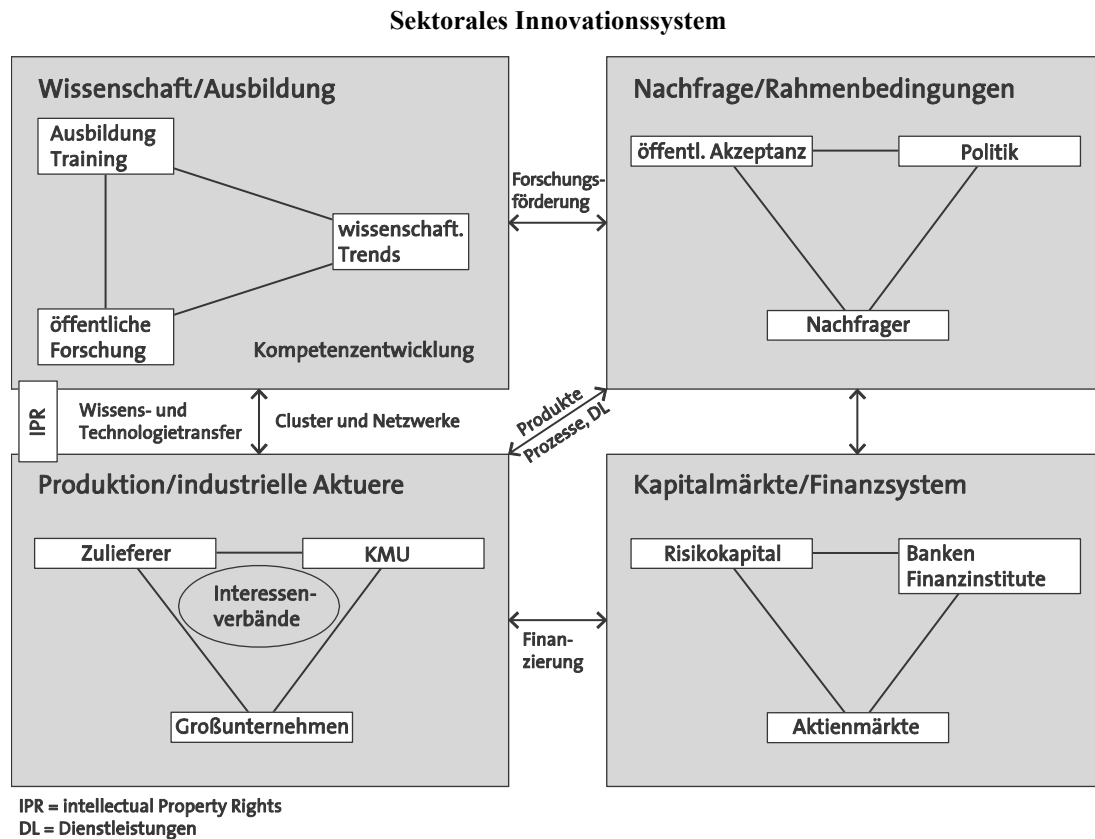 Sektorales Innovationssystem
Wissenschaft/Ausbildung
Ausbildung
Training
wissenschaft.
Trends
öffentliche
Forschung
Kompetenzentwicklung
Forschungs-
förderung
Nachfrage/Rahmenbedingungen
öffentl. Akzeptanz
Politik
Nachfrager
IPR
Wissens- und
Technologietransfer
Cluster und Netzwerke
Produkte
Prozesse, DL
Produktion/industrielle Aktuere
Zulieferer
KMU
Interessen-
verbände
Großunternehmen
Finan-
zierung
Kapitalmärkte/Finanzsystem
Risikokapital
Banken
Finanzinstitute
Aktienmärkte
IPR = intellectual Property Rights
DL = Dienstleistungen